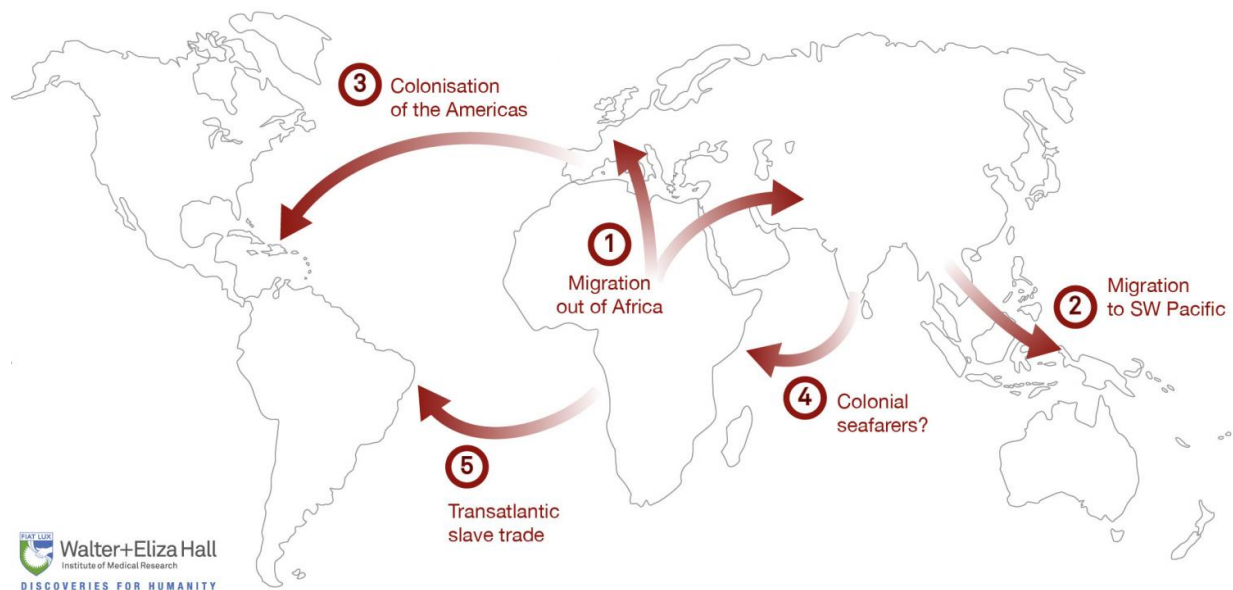 3
Colonisation
of the Americas
1
Migration
out of Africa
2
Migration
to SW Pacific
4
Colonial
seafarers?
5
Transatlantic
slave trade
FIAT LUX
Walter+Eliza Hall
Institute of Medical Research
DISCOVERIES FOR HUMANITY